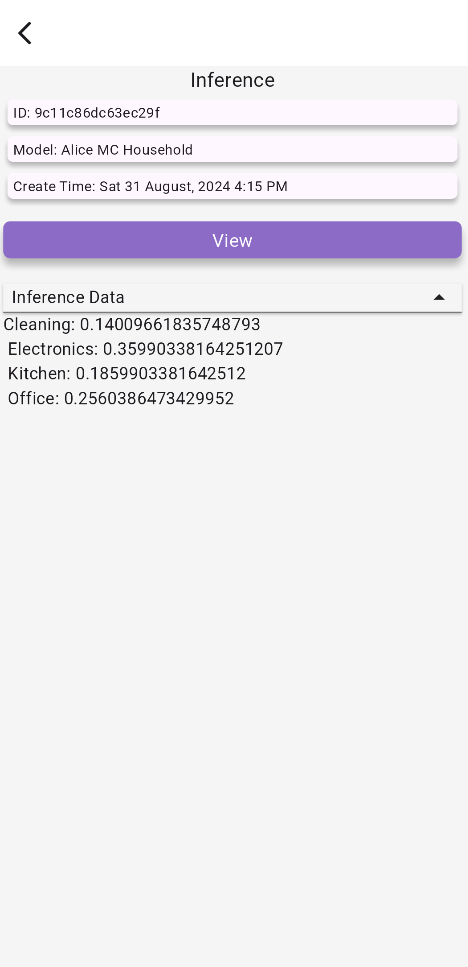 Inference
ID: 9c11c86dc63ec29f
Model: Alice MC Household
Create Time: Sat 31 August, 2024 4:15 PM
View
Inference Data
Cleaning: 0.14009661835748793
Electronics: 0.35990338164251207
Kitchen: 0.1859903381642512
Office: 0.2560386473429952